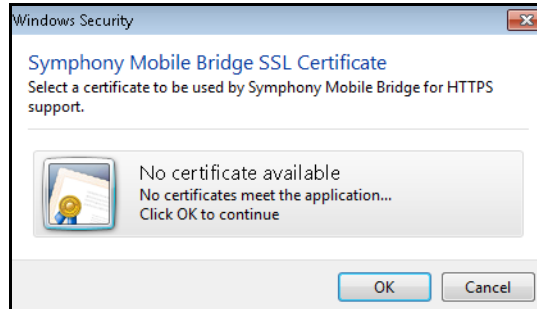 Windows Security
Symphony Mobile Bridge SSL Certificate
Select a certificate to be used by Symphony Mobile Bridge for HTTPS
support.
No certificate available
No certificates meet the application...
Click OK to continue
OK
Cancel